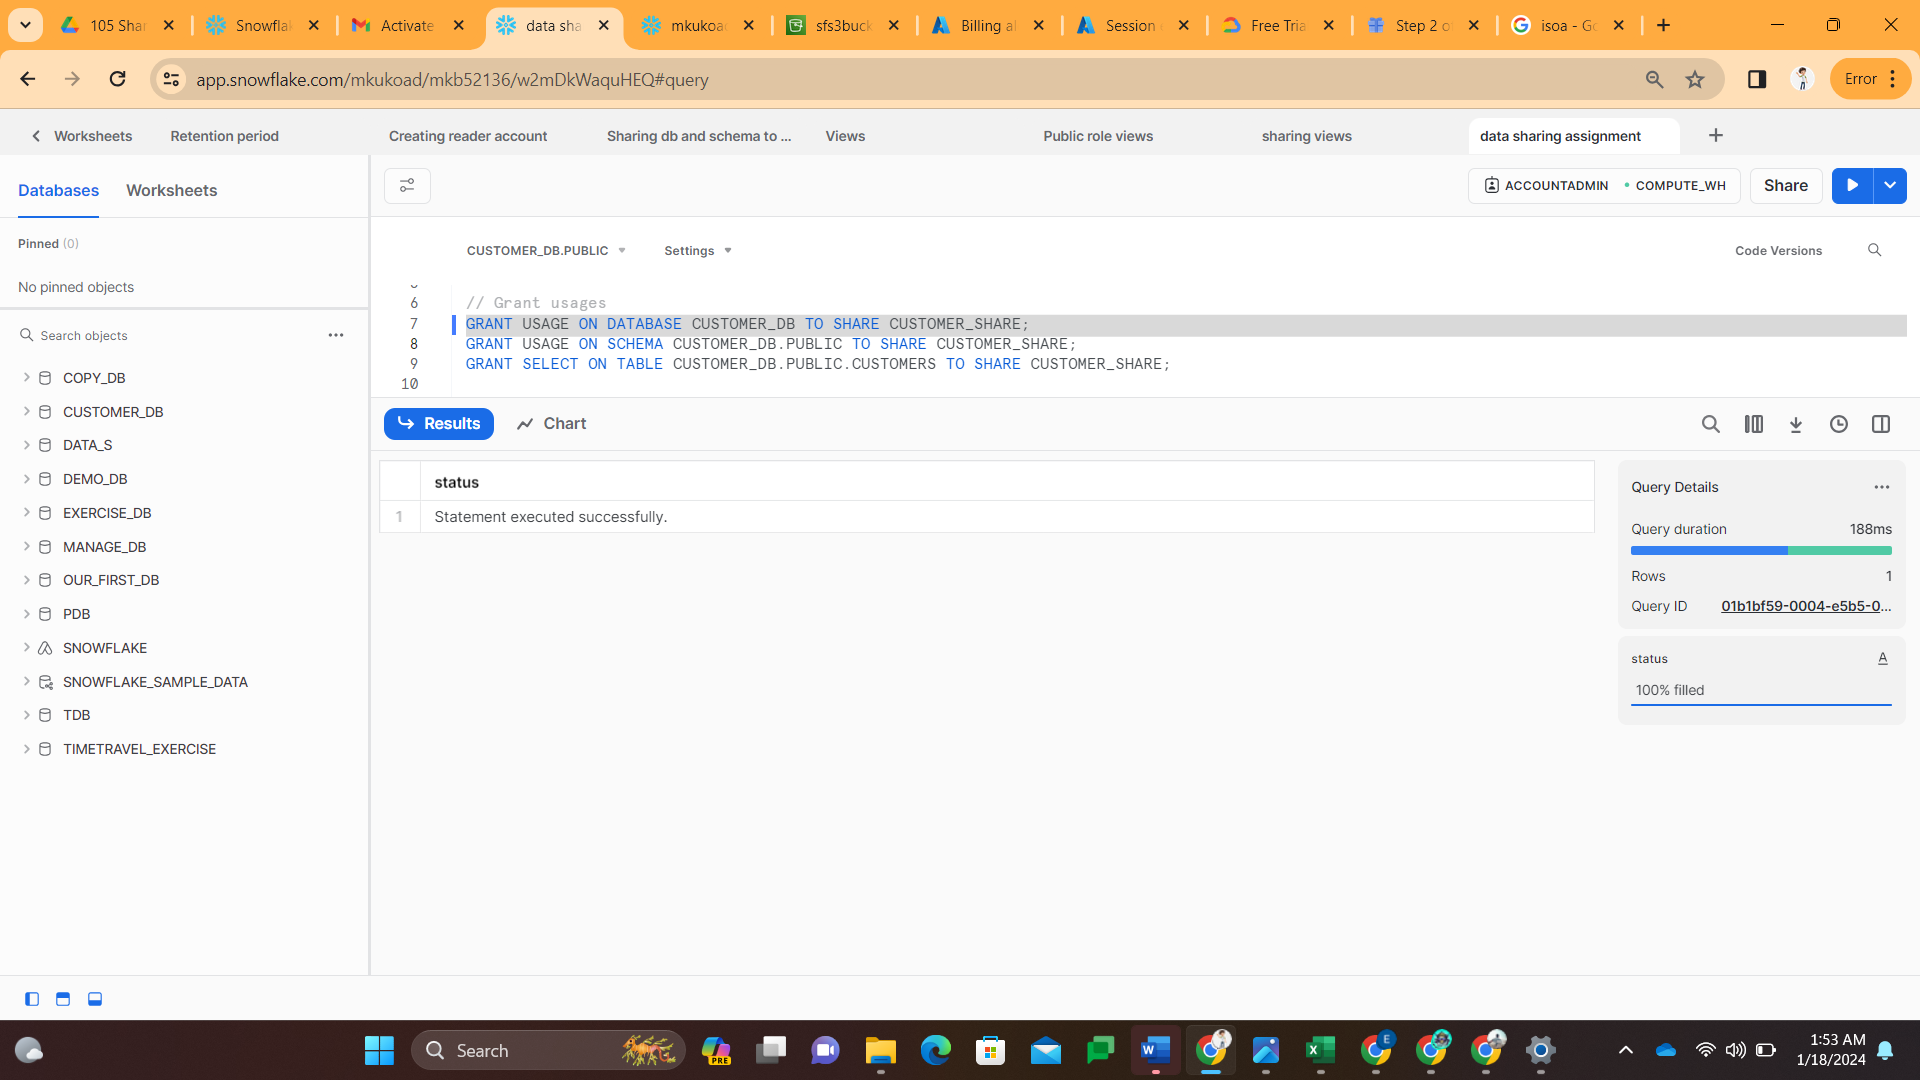 105 Shar
Snowflak
Activate
data sha
mkukoad
sfs3buck
Billing al
Session
Free Tria
Step 2 o
isoa - Go
app.snowflake.com/mkukoad/mkb52136/w2mDkWaquHEQ#query
Error
Worksheets
Retention period
Creating reader account
Sharing db and schema to ...
Views
Public role views
sharing views
data sharing assignment
Databases
Worksheets
ACCOUNTADMIN
COMPUTE_WH
Share
Pinned (0)
No pinned objects
CUSTOMER_DB.PUBLIC
Settings
Code Versions
6 // Grant usages
7 GRANT USAGE ON DATABASE CUSTOMER_DB TO SHARE CUSTOMER_SHARE;
8 GRANT USAGE ON SCHEMA CUSTOMER_DB.PUBLIC TO SHARE CUSTOMER_SHARE;
9 GRANT SELECT ON TABLE CUSTOMER_DB.PUBLIC.CUSTOMERS TO SHARE CUSTOMER_SHARE;
10
Search objects
COPY_DB
CUSTOMER_DB
DATA_S
DEMO_DB
EXERCISE_DB
MANAGE_DB
OUR_FIRST_DB
PDB
SNOWFLAKE
SNOWFLAKE_SAMPLE_DATA
TDB
TIMETRAVEL_EXERCISE
Results
Chart
status
1 Statement executed successfully.
Query Details
Query duration 188ms
Rows 1
Query ID 01b1bf59-0004-e5b5-0...
status A
100% filled
Search
PRE
W
X
E
1:53 AM
1/18/2024